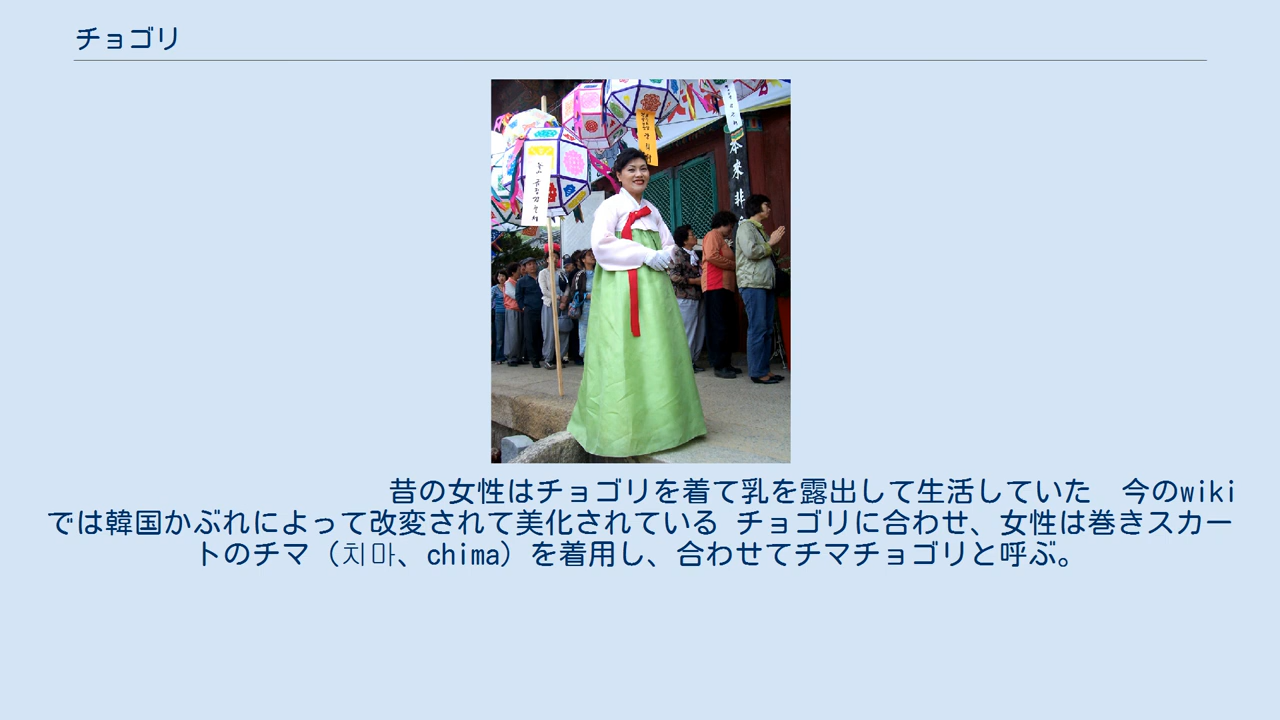 チョゴリ
本來非
昔の女性はチョゴリを着て乳を露出して生活していた　今のwiki
では韓国かぶれによって改変されて美化されている チョゴリに合わせ、女性は巻きスカー
トのチマ（치마、chima）を着用し、合わせてチマチョゴリと呼ぶ。